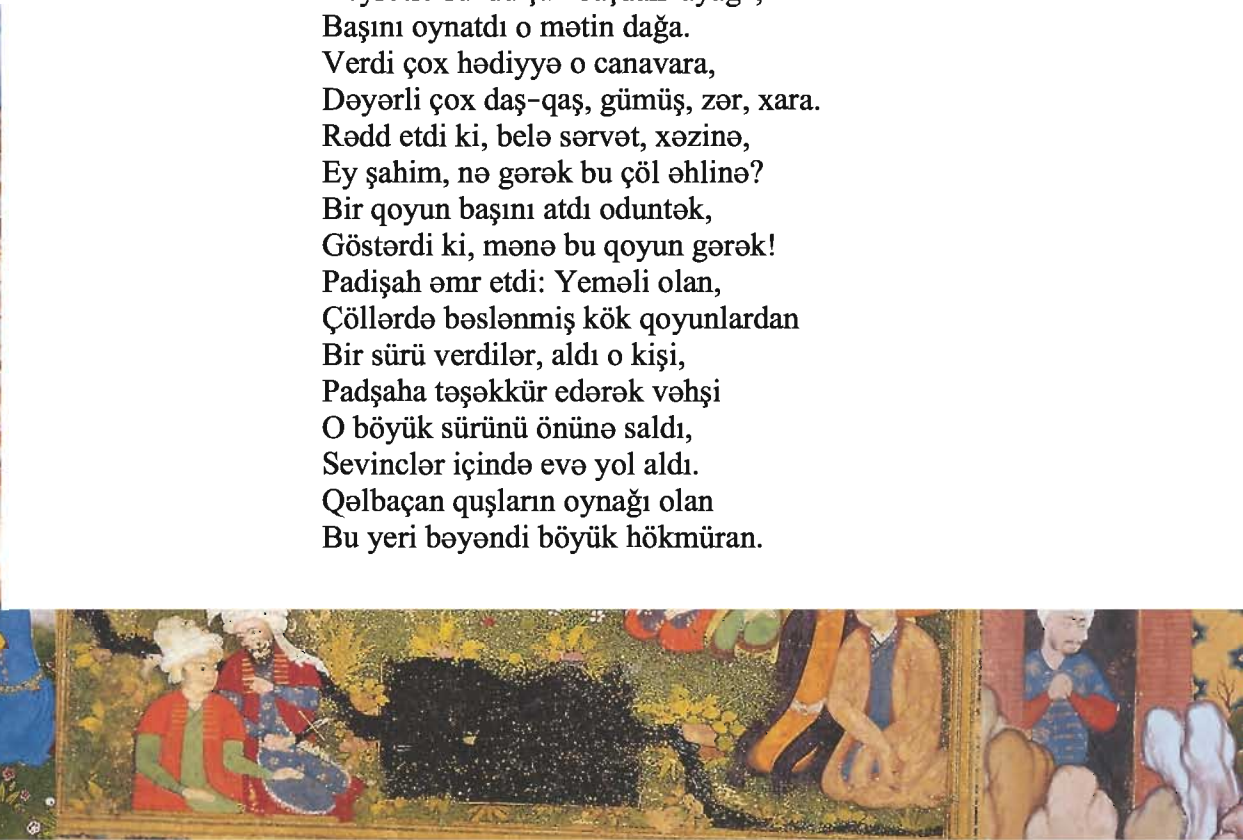 Başını oynatdı o mətin dağa.
Verdi çox hədiyyə o canavara,
Dəyərli çox daş-qaş, gümüş, zər, xara.
Rədd etdi ki, belə sərvət, xəzinə,
Ey şahim, nə gərək bu çöl əhlinə?
Bir qoyun başını atdı oduntək,
Göstərdi ki, mənə bu qoyun gərək!
Padişah əmr etdi: Yeməli olan,
Çöllərdə bəslənmiş kök qoyunlardan
Bir sürü verdilər, aldı o kişi,
Padşaha təşəkkür edərək vəhşi
O böyük sürünü önünə saldı,
Sevinclər içində evə yol aldı.
Qəlbaçan quşların oynağı olan
Bu yeri bəyəndi böyük hökmüran.